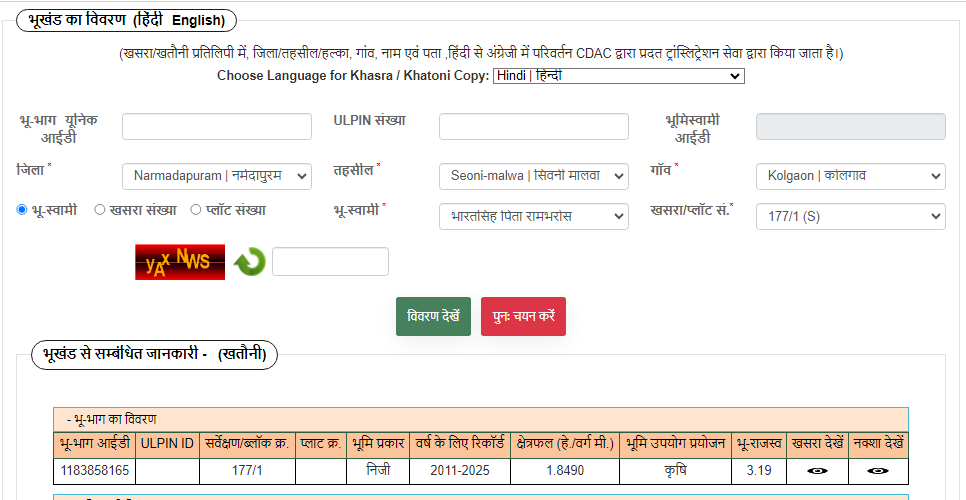 भूखंड का विवरण (हिंदी English)
(खसरा/खतौनी प्रतिलिपी में, जिला/तहसील/हल्का, गांव, नाम एवं पता ,हिंदी से अंग्रेजी में परिवर्तन CDAC द्वारा प्रदत ट्रांस्लिट्रेशन सेवा द्वारा किया जाता है।)
Choose Language for Khasra / Khatoni Copy: Hindi | हिन्दी
भू-भाग यूनिक आईडी ULPIN संख्या भूमिस्वामी आईडी
जिला * Narmadapuram | नर्मदापुरम तहसील * Seoni-malwa | सिवनी मालवा गाँव * Kolgaon | कोलगाव
भू-स्वामी खसरा संख्या प्लॉट संख्या भू-स्वामी * भारतसिंह पिता रामभरोस खसरा/प्लॉट सं.* 177/1 (S)
yAx NWS
विवरण देखें पुनः चयन करें
भूखंड से सम्बंधित जानकारी - (खतौनी)
- भू-भाग का विवरण
भू-भाग आईडी ULPIN ID सर्वेक्षण/ब्लॉक क्र. प्लाट क्र. भूमि प्रकार वर्ष के लिए रिकॉर्ड क्षेत्रफल (हे./वर्ग मी.) भूमि उपयोग प्रयोजन भू-राजस्व खसरा देखें नक्शा देखें
1183858165 177/1 निजी 2011-2025 1.8490 कृषि 3.19